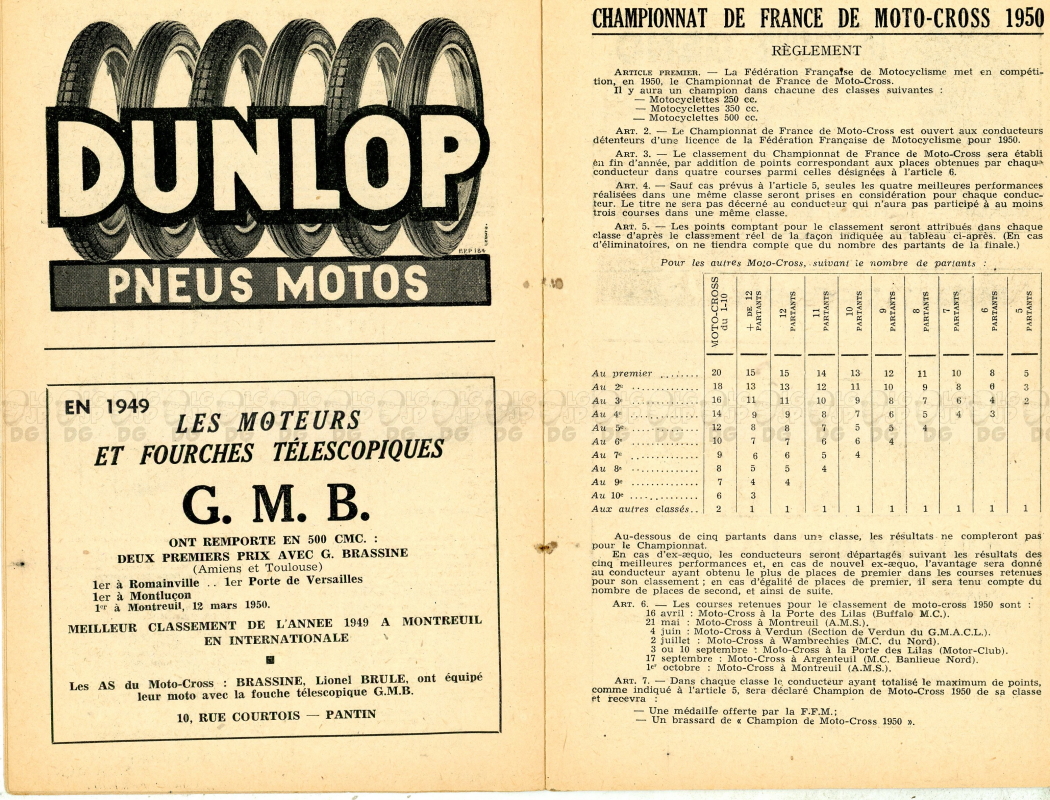 DUNLOP
R.P.P 184
PNEUS MOTOS
EN 1949
LES MOTEURS
ET FOURCHES TÉLESCOPIQUES
G. M. B.
ONT REMPORTE EN 500 CMC. :
DEUX PREMIERS PRIX AVEC G. BRASSINE
(Amiens et Toulouse)
1er à Romainville .. 1er Porte de Versailles
1er à Montluçon
1er à Montreuil, 12 mars 1950.
MEILLEUR CLASSEMENT DE L'ANNEE 1949 A MONTREUIL
EN INTERNATIONALE
Les AS du Moto-Cross : BRASSINE, Lionel BRULE, ont équipé
leur moto avec la fouche télescopique G.M.B.
10, RUE COURTOIS — PANTIN
CHAMPIONNAT DE FRANCE DE MOTO-CROSS 1950
RÈGLEMENT
ARTICLE PREMIER. — La Fédération Française de Motocyclisme met en compéti-
tion, en 1950, le Championnat de France de Moto-Cross.
Il y aura un champion dans chacune des classes suivantes :
— Motocyclettes 250 cc.
— Motocyclettes 350 cc.
— Motocyclettes 500 cc.
ART. 2. — Le Championnat de France de Moto-Cross est ouvert aux conducteurs
détenteurs d'une licence de la Fédération Française de Motocyclisme pour 1950.
ART. 3. — Le classement du Championnat de France de Moto-Cross sera établi
en fin d'année, par addition de points correspondant aux places obtenues par chaque
conducteur dans quatre courses parmi celles désignées à l'article 6.
ART. 4. — Sauf cas prévus à l'article 5, seules les quatre meilleures performances
réalisées dans une même classe seront prises en considération pour chaque conduc-
teur. Le titre ne sera pas décerné au conducteur qui n'aura pas participé à au moins
trois courses dans une même classe.
ART. 5. — Les points comptant pour le classement seront attribués dans chaque
classe d'après le classement réel de la façon indiquée au tableau ci-après. (En cas
d'éliminatoires, on ne tiendra compte que du nombre des partants de la finale.)
Pour les autres Moto-Cross, suivant le nombre de partants :
MOTO-CROSS du 1-10 | + DE 12 PARTANTS | 12 PARTANTS | 11 PARTANTS | 10 PARTANTS | 9 PARTANTS | 8 PARTANTS | 7 PARTANTS | 6 PARTANTS | 5 PARTANTS
Au premier ........ 20 15 15 14 13 12 11 10 8 5
Au 2e ............ 18 13 13 12 11 10 9 8 6 3
Au 3e ............ 16 11 11 10 9 8 7 6 4 2
Au 4e ............ 14 9 9 8 7 6 5 4 3
Au 5e ............ 12 8 8 7 5 5 4
Au 6e ............ 10 7 7 6 6 4
Au 7e ............ 9 6 6 5 4
Au 8e ............ 8 5 5 4
Au 9e ............ 7 4 4
Au 10e ............ 6 3
Aux autres classés.. 2 1 1 1 1 1 1 1 1 1
Au-dessous de cinq partants dans une classe, les résultats ne compteront pas
pour le Championnat.
En cas d'ex-æquo, les conducteurs seront départagés suivant les résultats des
cinq meilleures performances et, en cas de nouvel ex-æquo, l'avantage sera donné
au conducteur ayant obtenu le plus de places de premier dans les courses retenues
pour son classement ; en cas d'égalité de places de premier, il sera tenu compte du
nombre de places de second, et ainsi de suite.
ART. 6. — Les courses retenues pour le classement de moto-cross 1950 sont :
16 avril : Moto-Cross à la Porte des Lilas (Buffalo M.C.).
21 mai : Moto-Cross à Montreuil (A.M.S.).
4 juin : Moto-Cross à Verdun (Section de Verdun du G.M.A.C.L.).
2 juillet : Moto-Cross à Wambrechies (M.C. du Nord).
3 ou 10 septembre : Moto-Cross à la Porte des Lilas (Motor-Club).
17 septembre : Moto-Cross à Argenteuil (M.C. Banlieue Nord).
1er octobre : Moto-Cross à Montreuil (A.M.S.).
ART. 7. — Dans chaque classe le conducteur ayant totalisé le maximum de points,
comme indiqué à l'article 5, sera déclaré Champion de Moto-Cross 1950 de sa classe
et recevra :
— Une médaille offerte par la F.F.M.;
— Un brassard de « Champion de Moto-Cross 1950 ».